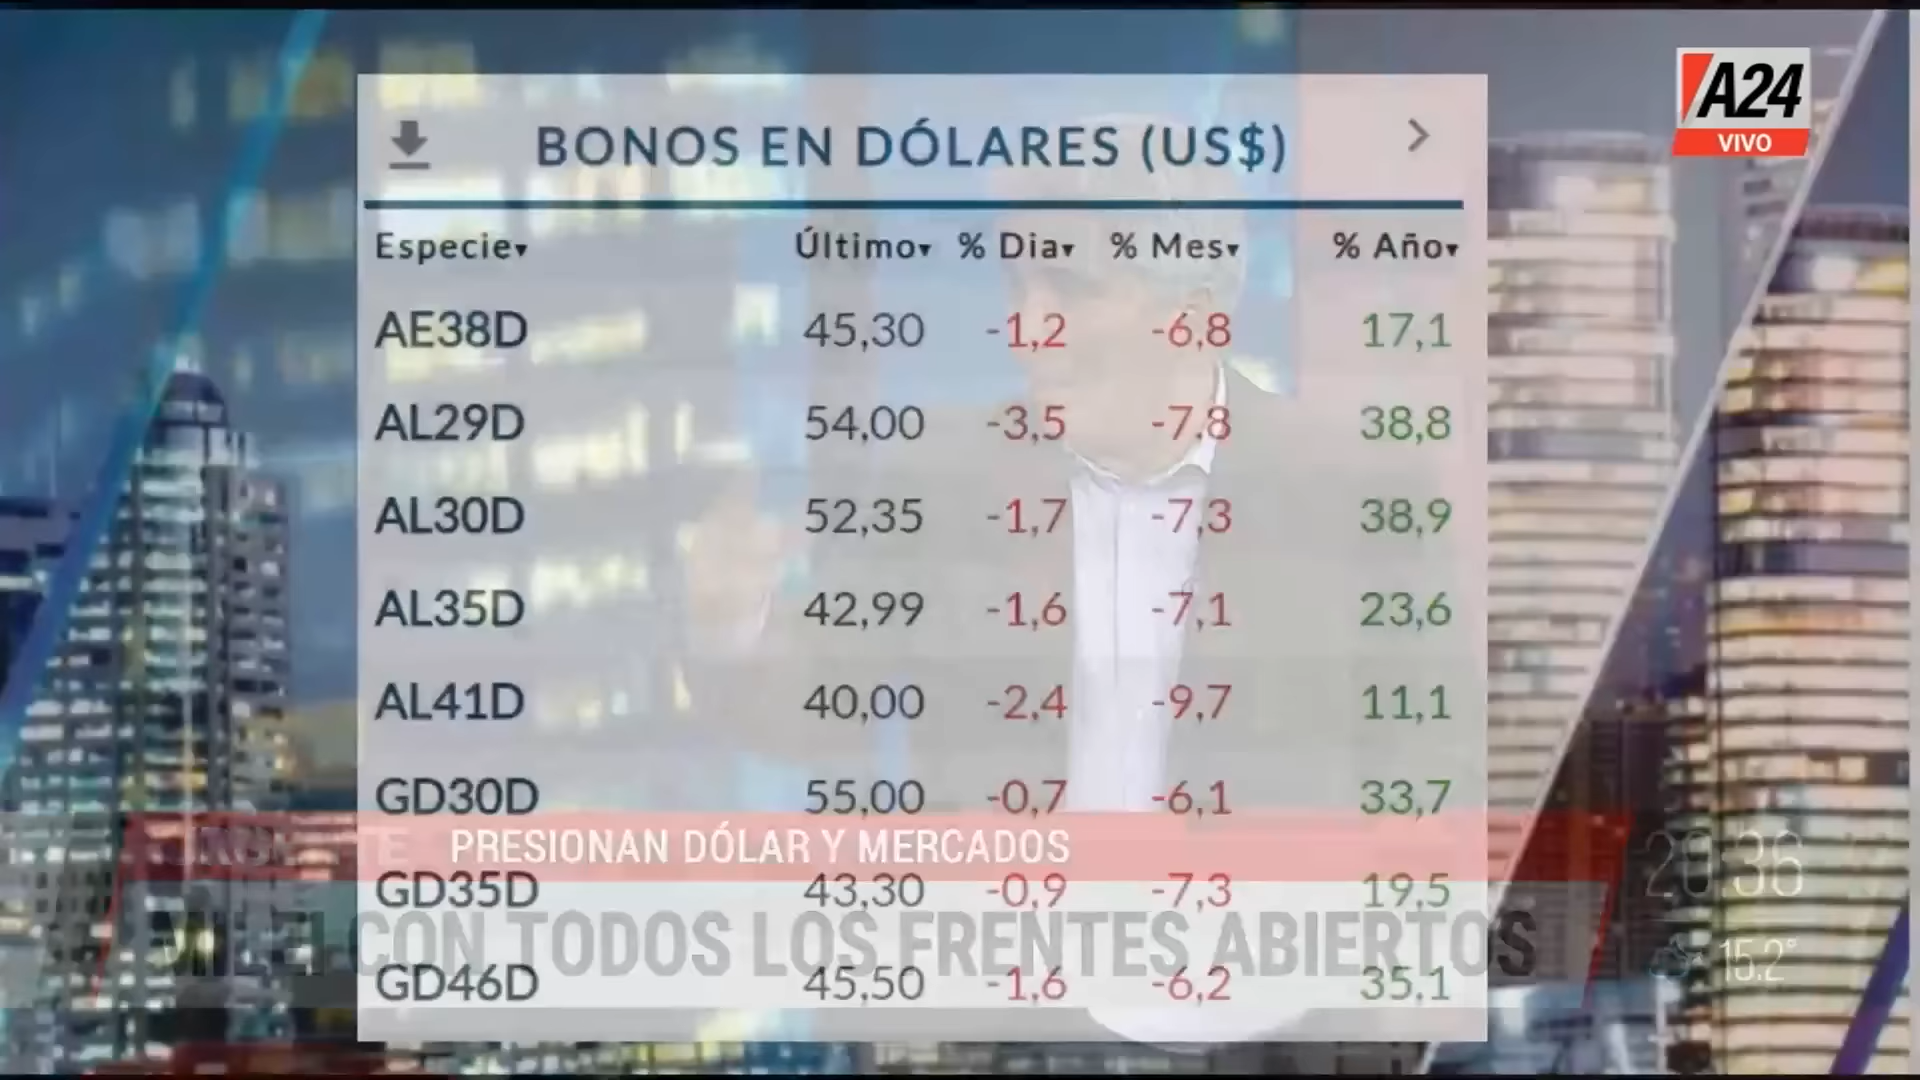 A24
VIVO
BONOS EN DÓLARES (US$)
Especie Último % Dia % Mes % Año
AE38D 45,30 -1,2 -6,8 17,1
AL29D 54,00 -3,5 -7,8 38,8
AL30D 52,35 -1,7 -7,3 38,9
AL35D 42,99 -1,6 -7,1 23,6
AL41D 40,00 -2,4 -9,7 11,1
GD30D 55,00 -0,7 -6,1 33,7
PRESIONAN DÓLAR Y MERCADOS
20:36
GD35D 43,30 -0,9 -7,3 19,5
CON TODOS LOS FRENTES ABIERTOS
15.2°
GD46D 45,50 -1,6 -6,2 35,1